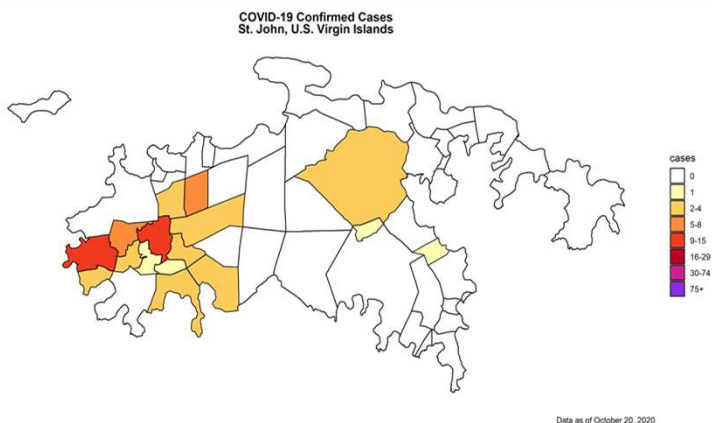 COVID-19 Confirmed Cases
St. John, U.S. Virgin Islands
cases
0
1
2-4
5-8
9-15
16-29
30-74
75+
Data as of October 20, 2020